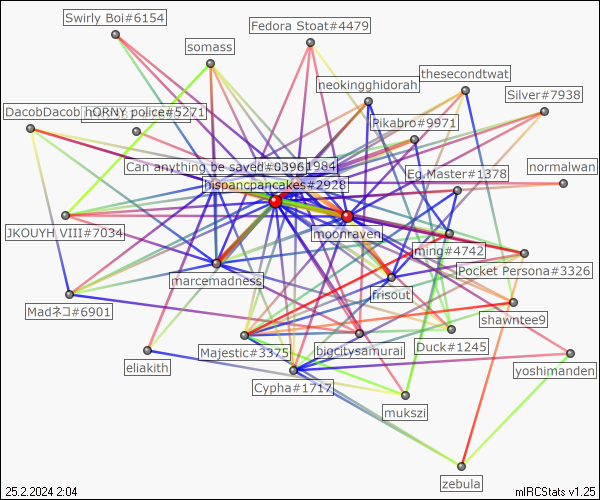 Swirly Boi#6154
Fedora Stoat#4479
somass
thesecondtwat
neokingghidorah
Silver#7938
DacobDacob
hORNY police#5271
Pikabro#9971
Can anything be saved#0396
1984
normalwan
Eg.Master#1378
hispancpancakes#2928
JKOUYH VIII#7034
moonraven
ming#4742
Pocket Persona#3326
marcemadness
frisout
Madネコ#6901
shawntee9
Majestic#3375
bigcitysamurai
Duck#1245
eliakith
yoshimanden
Cypha#1717
mukszi
zebula
25.2.2024 2:04
mIRCStats v1.25